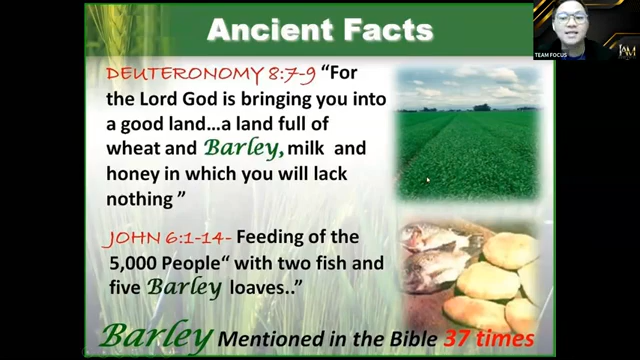 Ancient Facts
DEUTERONOMY 8:7-9 “For
the Lord God is bringing you into
a good land…a land full of
wheat and Barley, milk and
honey in which you will lack
nothing ”
JOHN 6:1-14- Feeding of the
5,000 People“ with two fish and
five Barley loaves..”
Barley Mentioned in the Bible 37 times
TEAM FOCUS
IAM